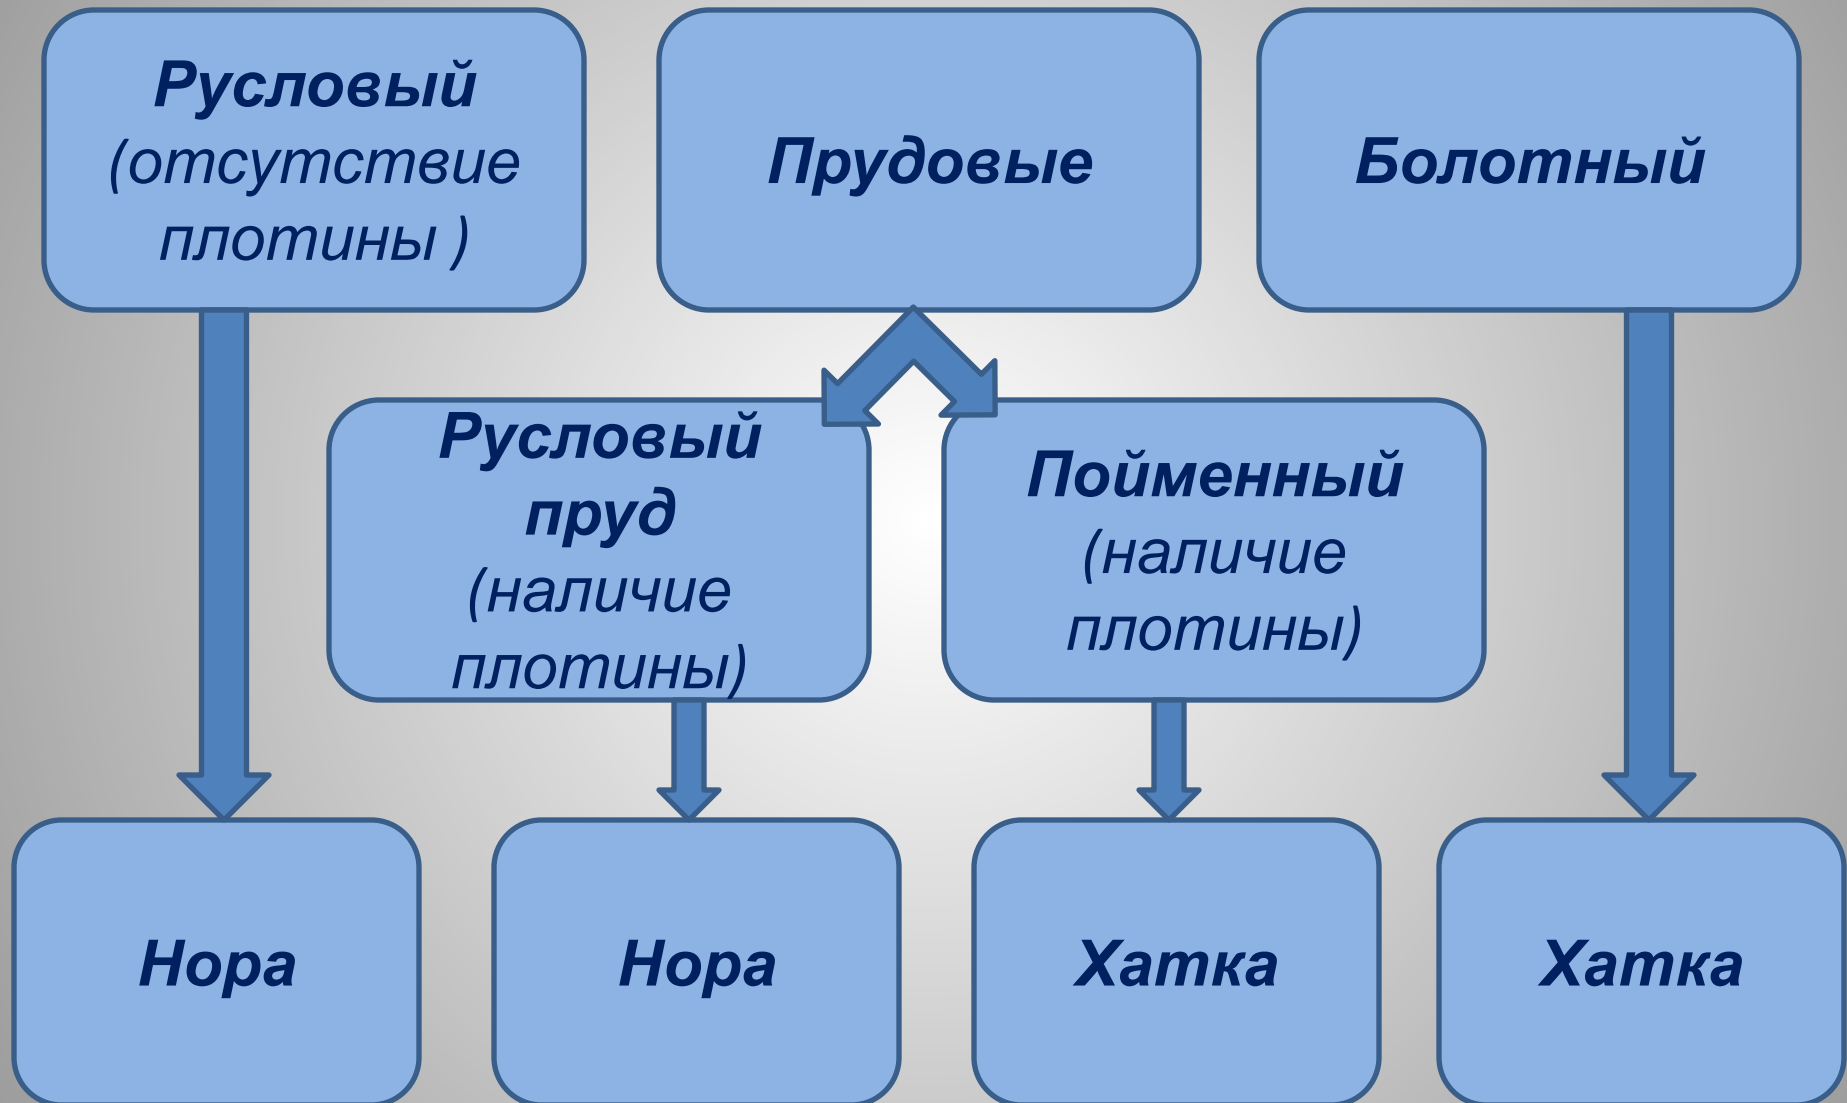 Русловый
(отсутствие
плотины )
Прудовые
Болотный
Русловый
пруд
(наличие
плотины)
Пойменный
(наличие
плотины)
Нора
Нора
Хатка
Хатка